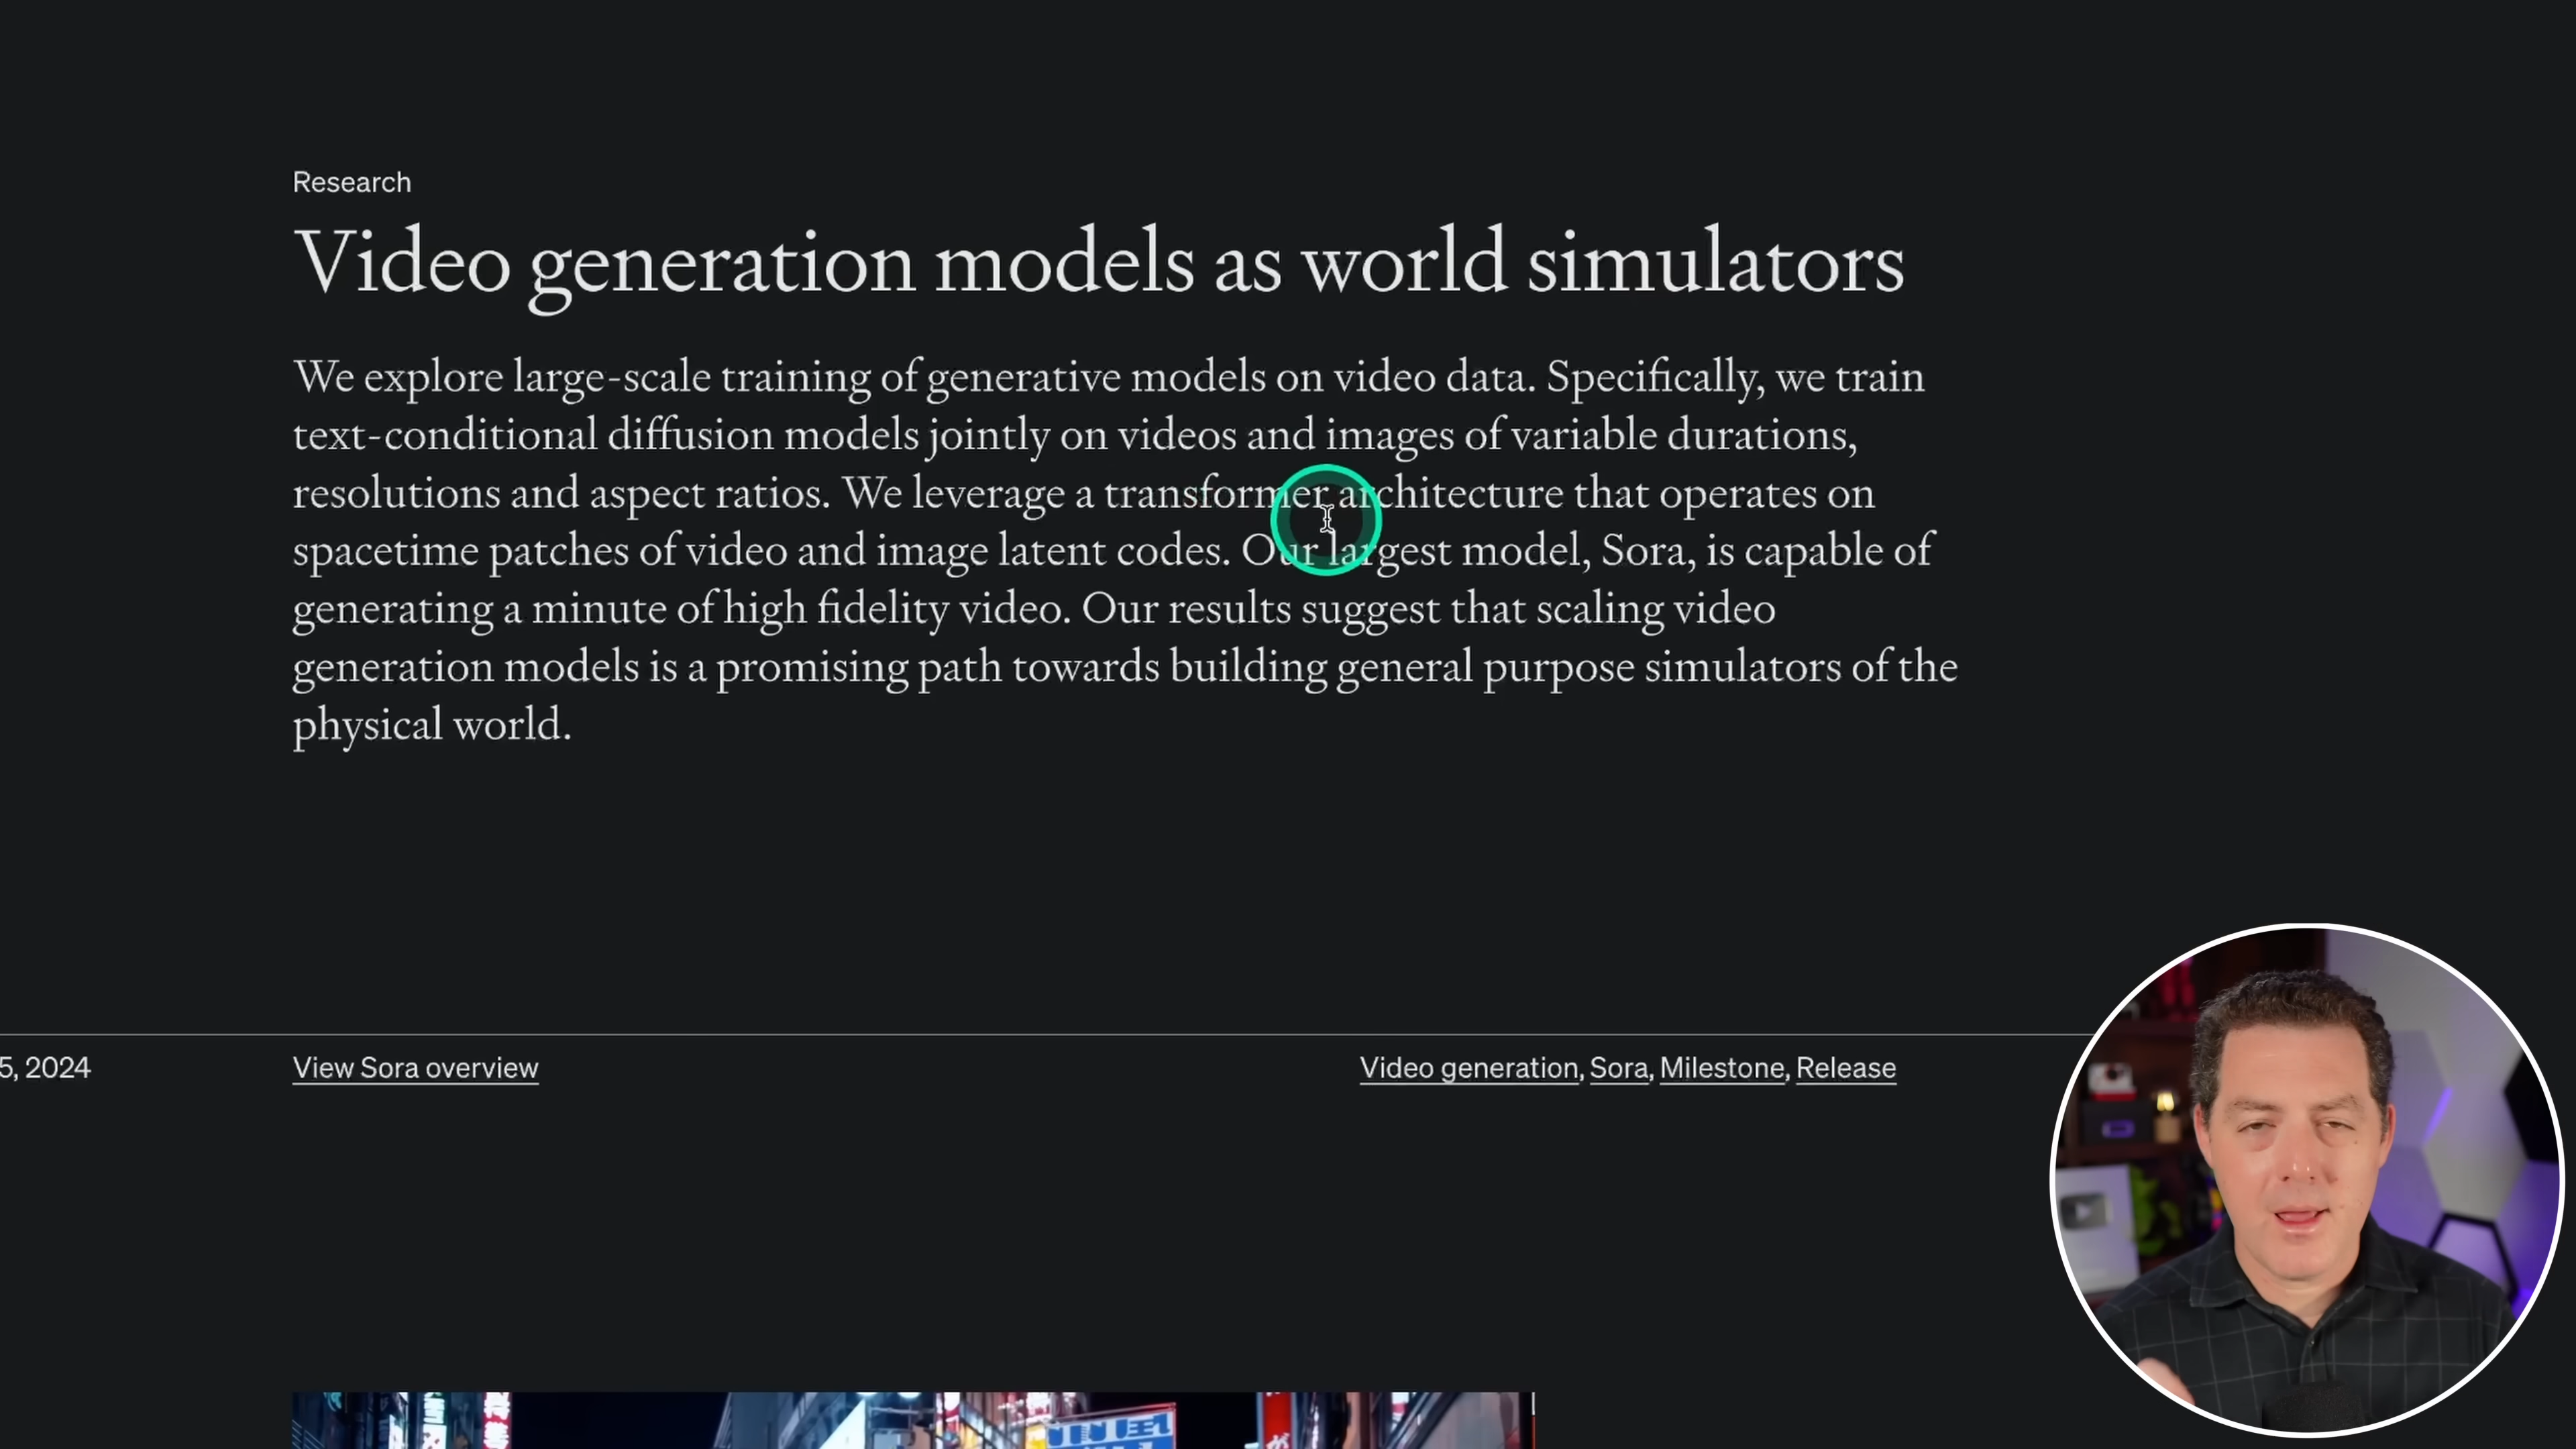 Research
Video generation models as world simulators
We explore large-scale training of generative models on video data. Specifically, we train
text-conditional diffusion models jointly on videos and images of variable durations,
resolutions and aspect ratios. We leverage a transformer architecture that operates on
spacetime patches of video and image latent codes. Our largest model, Sora, is capable of
generating a minute of high fidelity video. Our results suggest that scaling video
generation models is a promising path towards building general purpose simulators of the
physical world.
5, 2024
View Sora overview
Video generation, Sora, Milestone, Release